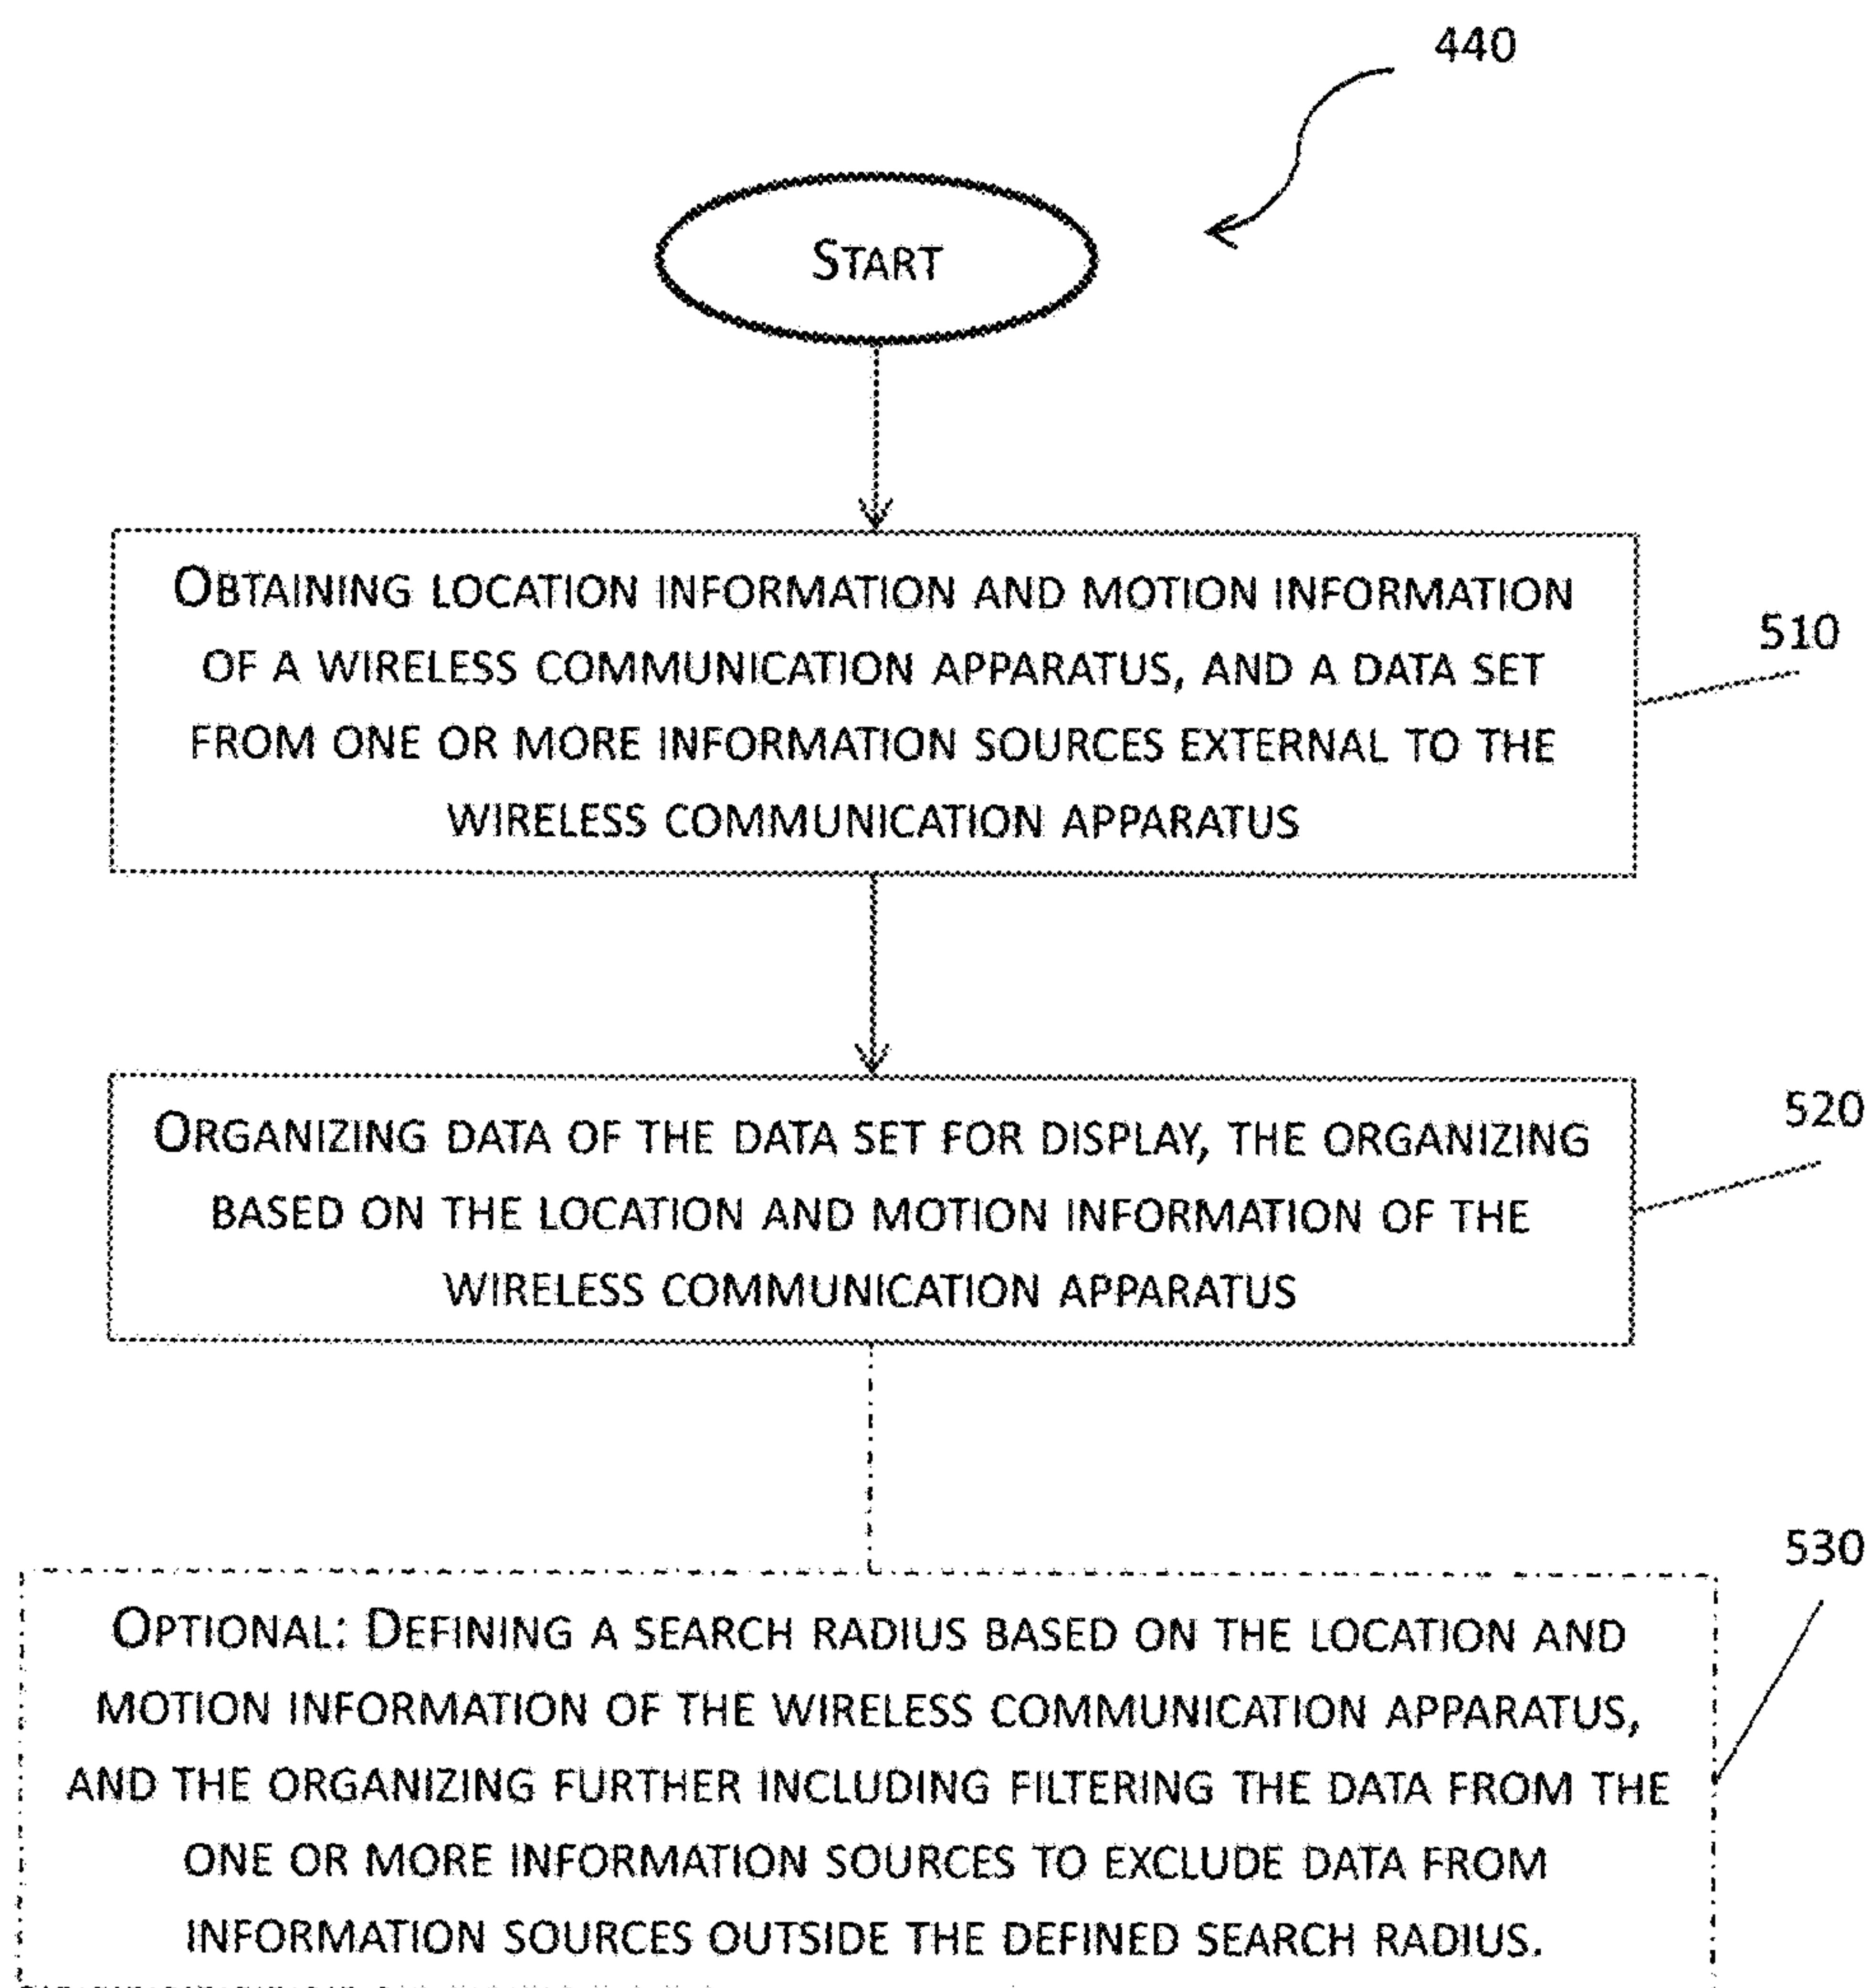 440
START
OBTAINING LOCATION INFORMATION AND MOTION INFORMATION
OF A WIRELESS COMMUNICATION APPARATUS, AND A DATA SET
FROM ONE OR MORE INFORMATION SOURCES EXTERNAL TO THE
WIRELESS COMMUNICATION APPARATUS
510
ORGANIZING DATA OF THE DATA SET FOR DISPLAY, THE ORGANIZING
BASED ON THE LOCATION AND MOTION INFORMATION OF THE
WIRELESS COMMUNICATION APPARATUS
520
530
OPTIONAL: DEFINING A SEARCH RADIUS BASED ON THE LOCATION AND
MOTION INFORMATION OF THE WIRELESS COMMUNICATION APPARATUS,
AND THE ORGANIZING FURTHER INCLUDING FILTERING THE DATA FROM THE
ONE OR MORE INFORMATION SOURCES TO EXCLUDE DATA FROM
INFORMATION SOURCES OUTSIDE THE DEFINED SEARCH RADIUS.